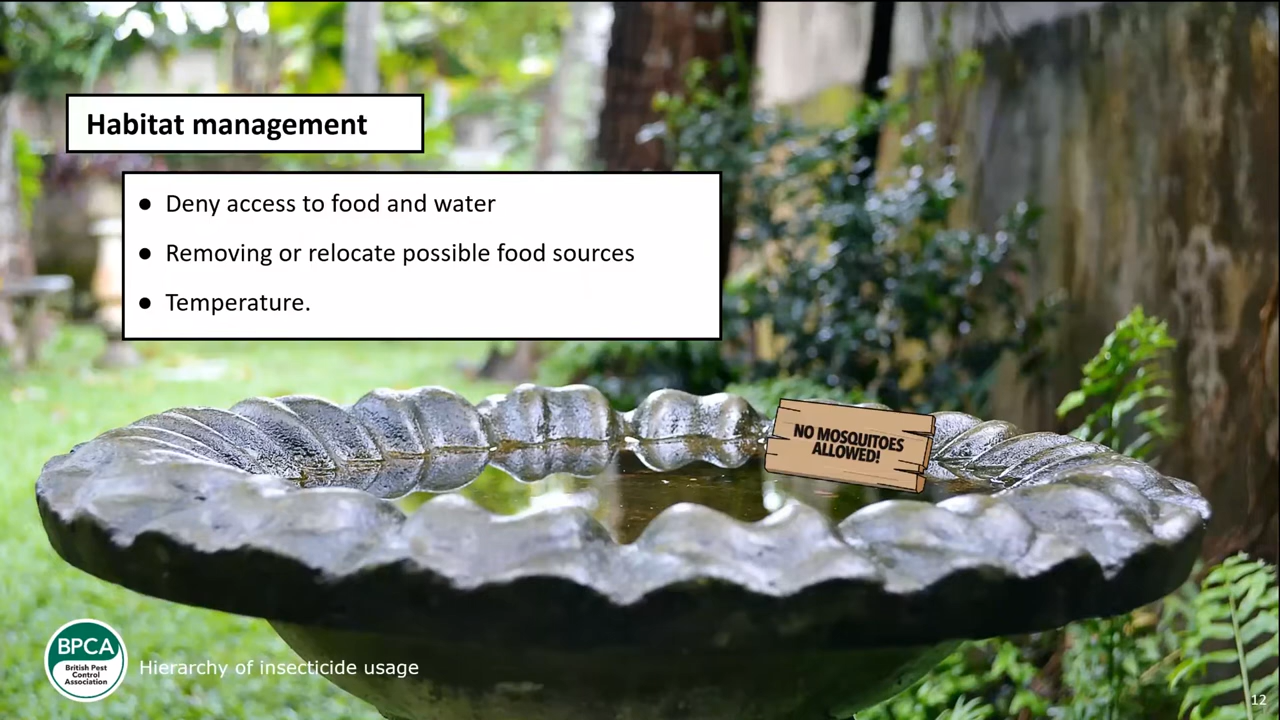 Habitat management
● Deny access to food and water
● Removing or relocate possible food sources
● Temperature.
NO MOSQUITOES
ALLOWED!
BPCA
British Pest
Control
Association
Hierarchy of insecticide usage
12